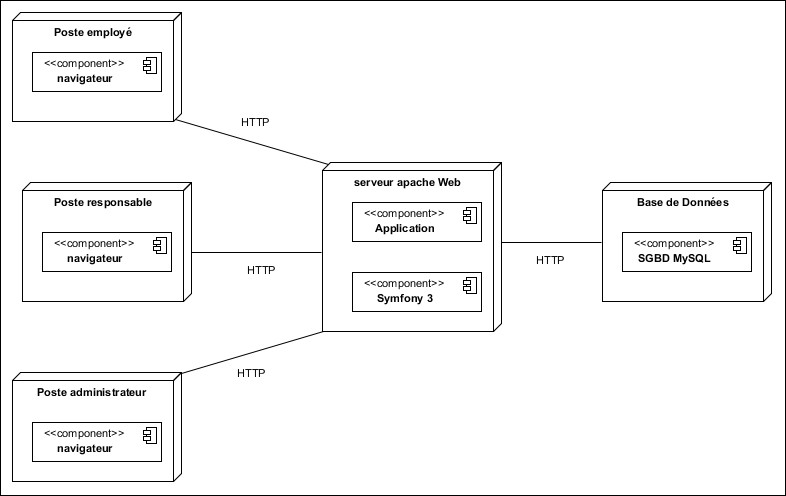 Poste employé
<<component>>
navigateur
HTTP
Poste responsable
<<component>>
navigateur
HTTP
serveur apache Web
<<component>>
Application
<<component>>
Symfony 3
HTTP
Base de Données
<<component>>
SGBD MySQL
HTTP
Poste administrateur
<<component>>
navigateur